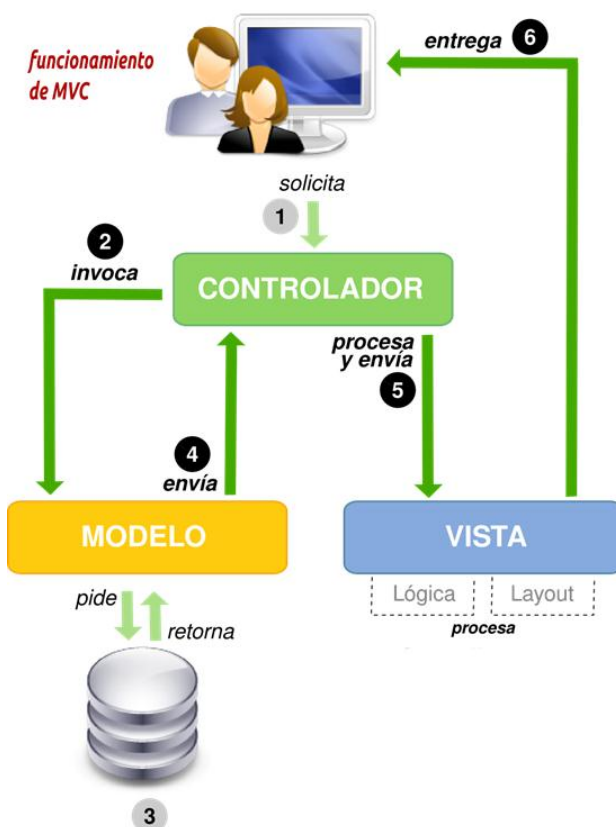 funcionamiento
de MVC
entrega 6
solicita
1
2
invoca
CONTROLADOR
procesa
y envía
5
4
envía
MODELO
VISTA
Lógica
Layout
procesa
pide
retorna
3